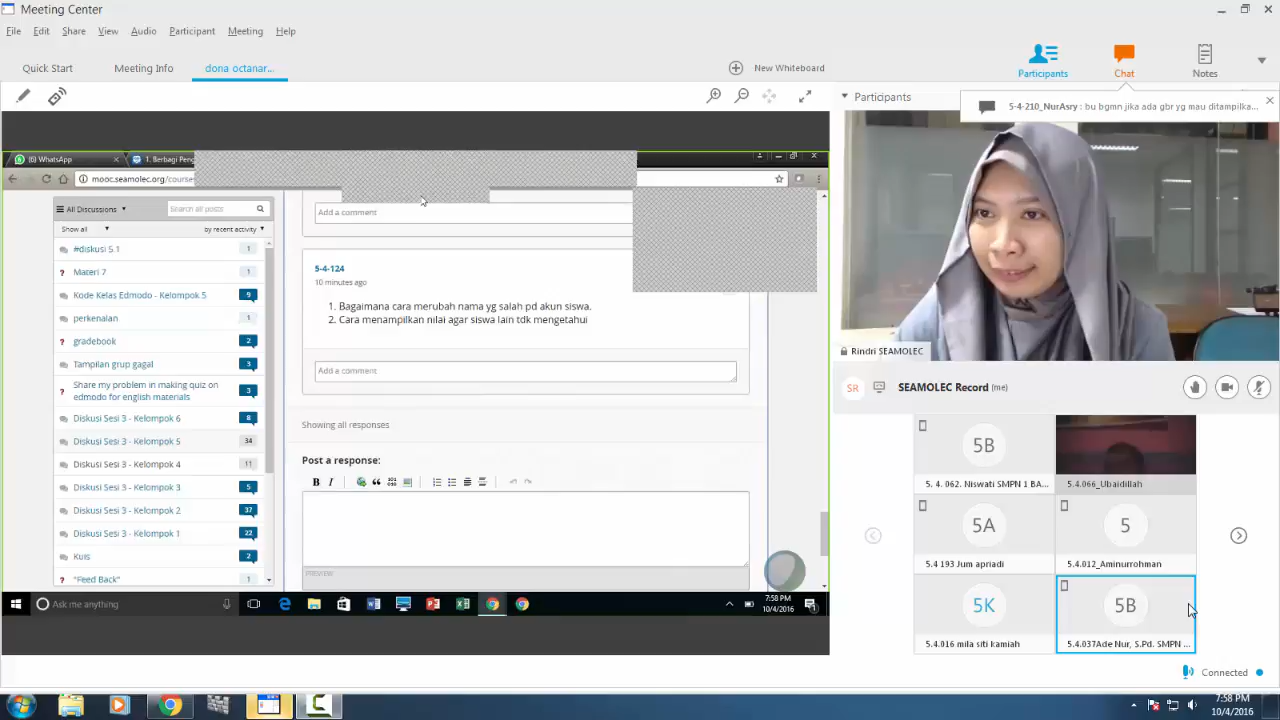 Meeting Center
File Edit Share View Audio Participant Meeting Help
Quick Start Meeting Info dona octanar... New Whiteboard
Participants Chat Notes
Participants
5-4-210_NurAsry : bu bgmn jika ada gbr yg mau ditampilka...
(6) WhatsApp 1. Berbagi Peng
mooc.seamolec.org/course
All Discussions Search all posts
Show all by recent activity
#diskusi 5.1 1
Materi 7 1
Kode Kelas Edmodo - Kelompok 5 9
perkenalan 1
gradebook 2
Tampilan grup gagal 3
Share my problem in making quiz on
edmodo for english materials 3
Diskusi Sesi 3 - Kelompok 6 8
Diskusi Sesi 3 - Kelompok 5 34
Diskusi Sesi 3 - Kelompok 4 11
Diskusi Sesi 3 - Kelompok 3 5
Diskusi Sesi 3 - Kelompok 2 37
Diskusi Sesi 3 - Kelompok 1 22
Kuis 2
"Feed Back" 1
Add a comment
5-4-124
10 minutes ago
1. Bagaimana cara merubah nama yg salah pd akun siswa.
2. Cara menampilkan nilai agar siswa lain tdk mengetahui
Add a comment
Showing all responses
Post a response:
B I
PREVIEW
Ask me anything
7:58 PM
10/4/2016
Rindri SEAMOLEC
SR SEAMOLEC Record (me)
5B
5. 4. 062. Niswati SMPN 1 BA...
5.4.066_Ubaidillah
5A
5.4 193 Jum apriadi
5
5.4.012_Aminurrohman
5K
5.4.016 mila siti kamiah
5B
5.4.037Ade Nur, S.Pd. SMPN ...
Connected
7:58 PM
10/4/2016